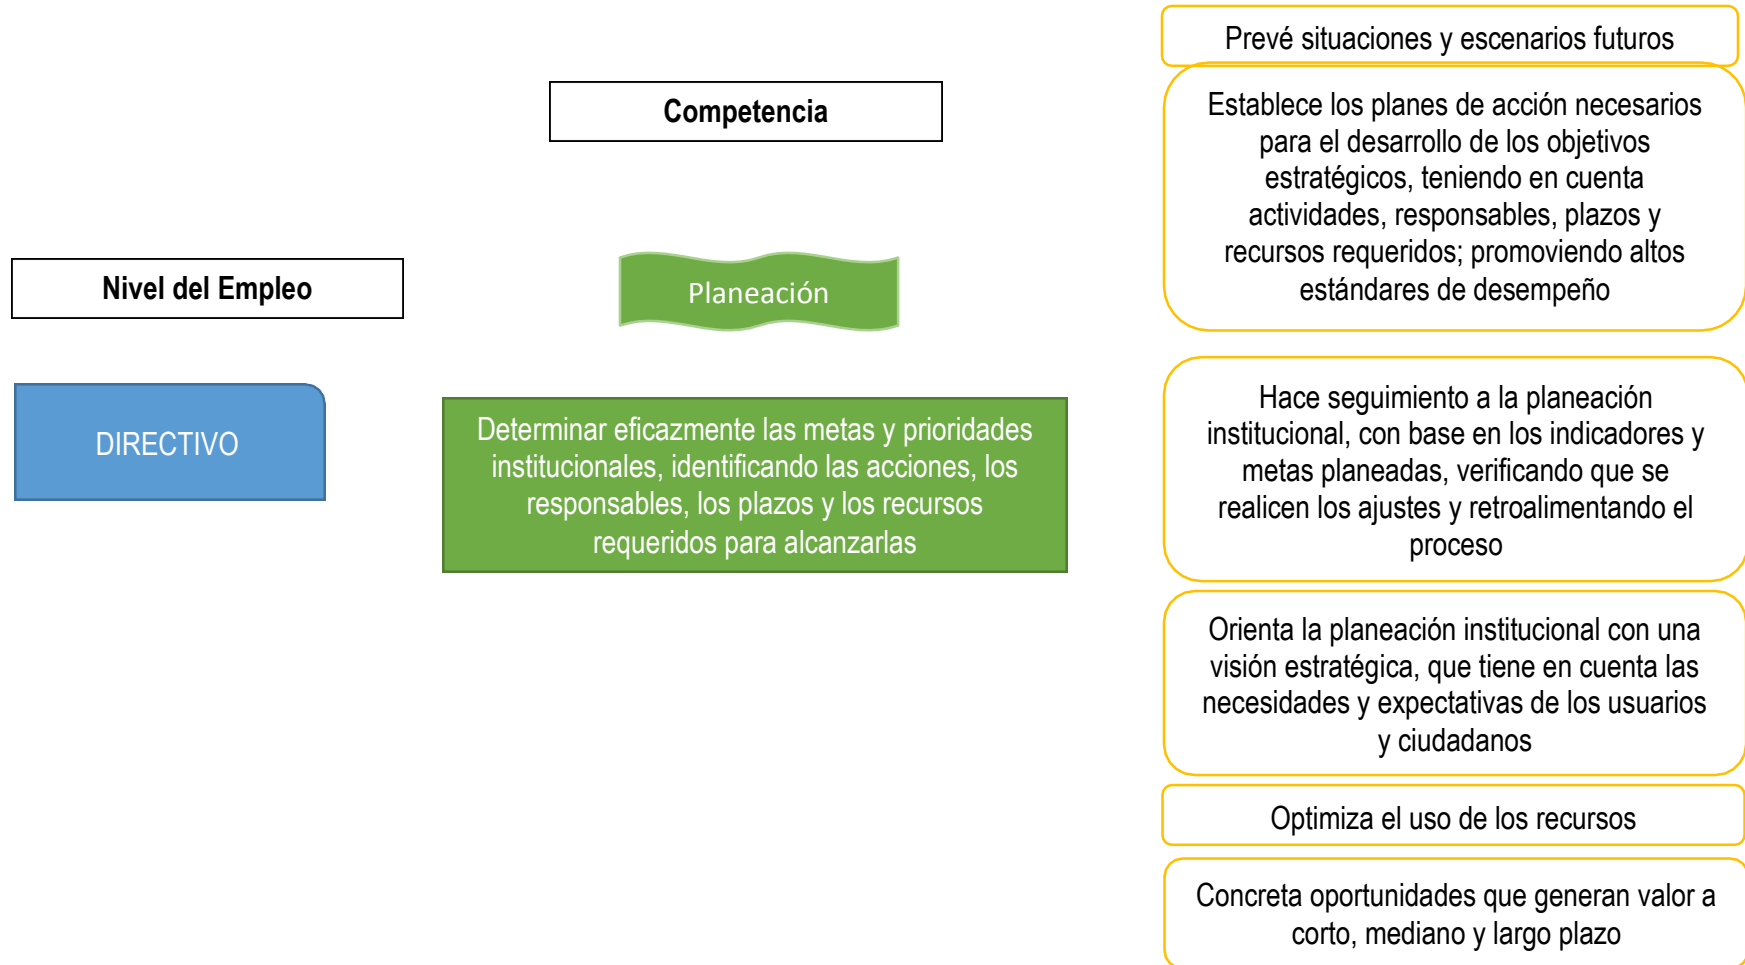 Nivel del Empleo
DIRECTIVO
Competencia
Planeación
Determinar eficazmente las metas y prioridades
institucionales, identificando las acciones, los
responsables, los plazos y los recursos
requeridos para alcanzarlas
Prevé situaciones y escenarios futuros
Establece los planes de acción necesarios
para el desarrollo de los objetivos
estratégicos, teniendo en cuenta
actividades, responsables, plazos y
recursos requeridos; promoviendo altos
estándares de desempeño
Hace seguimiento a la planeación
institucional, con base en los indicadores y
metas planeadas, verificando que se
realicen los ajustes y retroalimentando el
proceso
Orienta la planeación institucional con una
visión estratégica, que tiene en cuenta las
necesidades y expectativas de los usuarios
y ciudadanos
Optimiza el uso de los recursos
Concreta oportunidades que generan valor a
corto, mediano y largo plazo